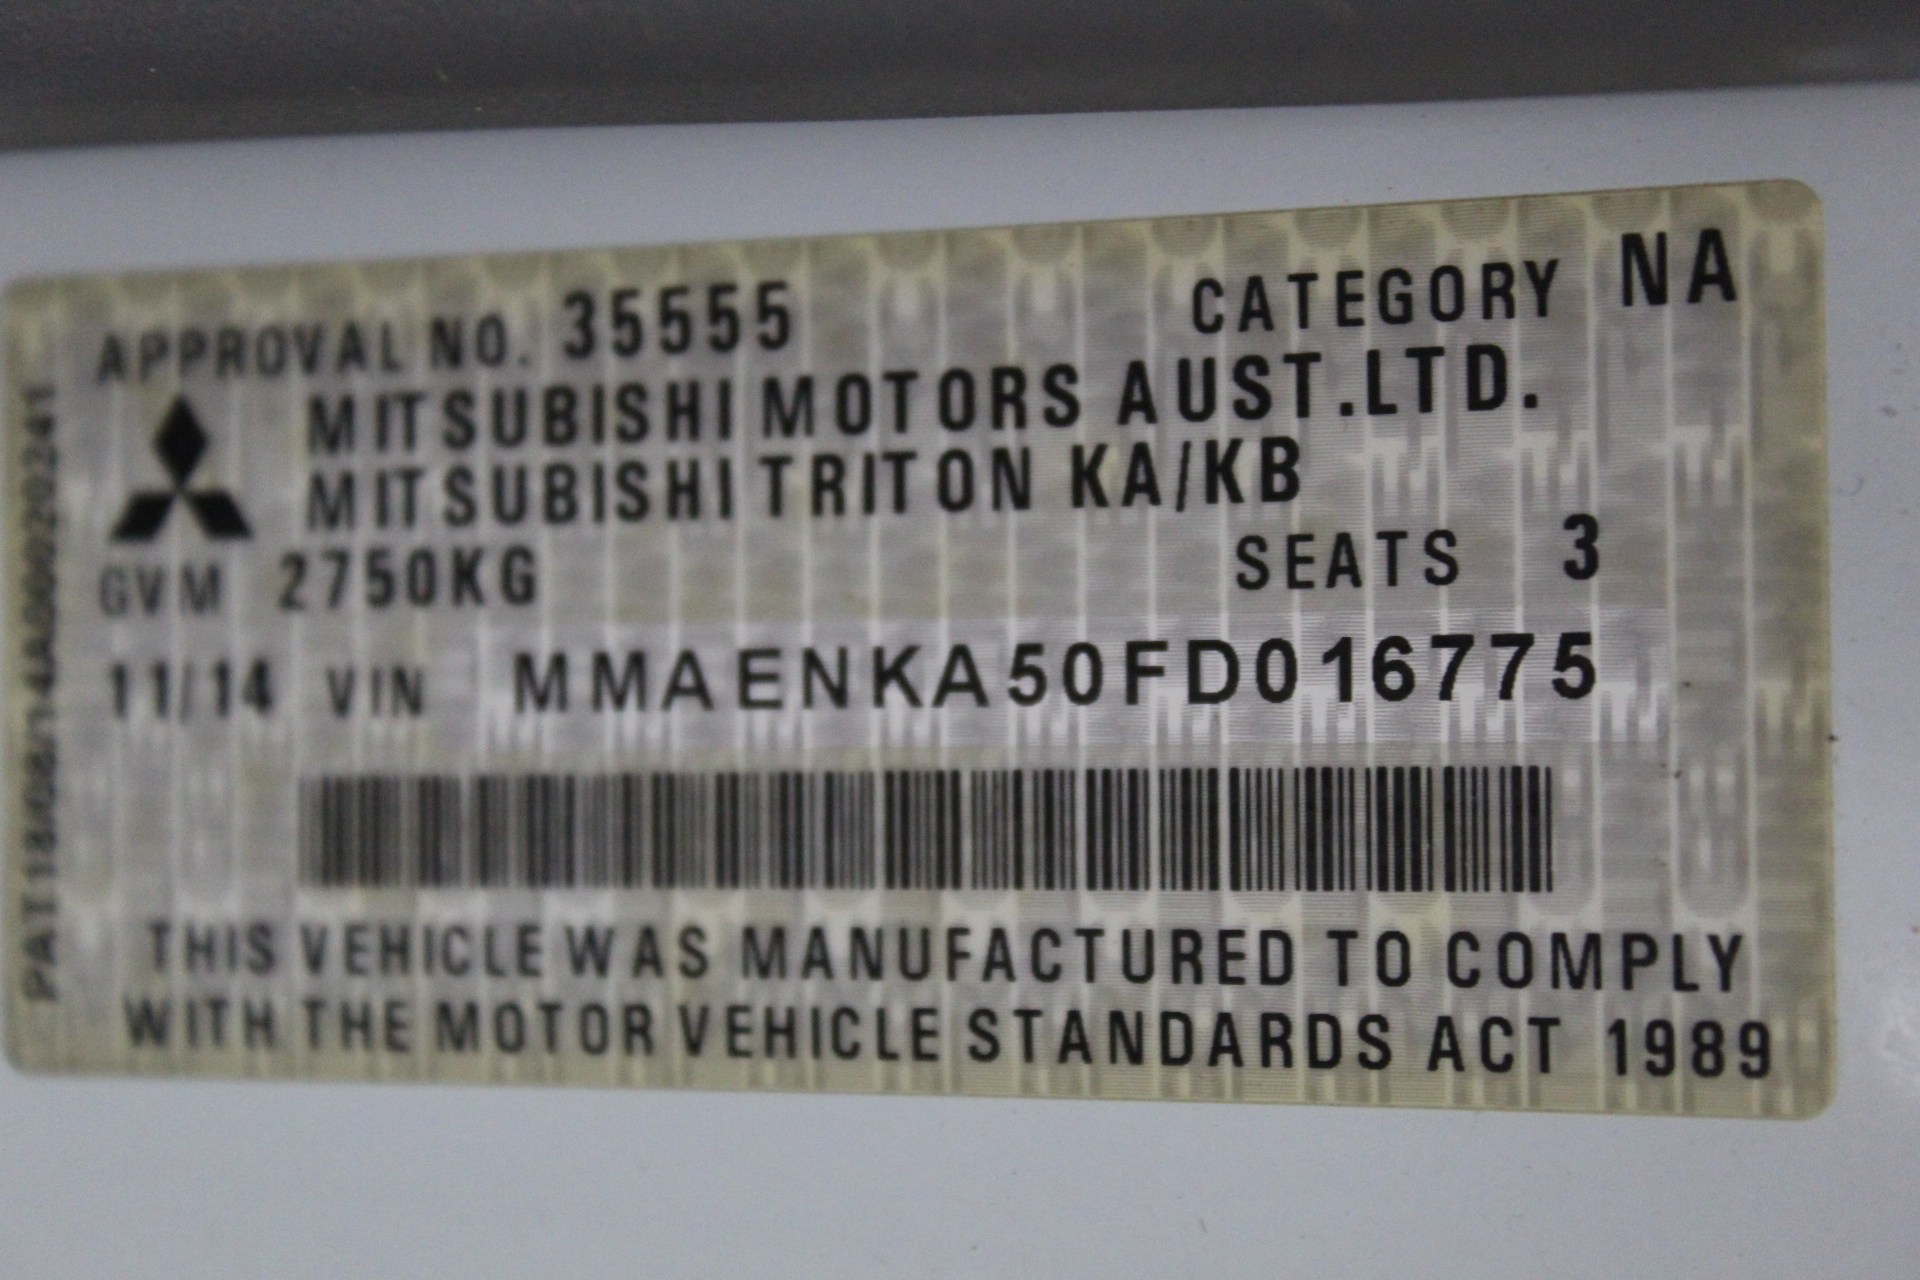 APPROVAL NO. 35555 CATEGORY NA
MITSUBISHI MOTORS AUST.LTD.
MITSUBISHI TRITON KA/KB
GVM 2750KG SEATS 3
11/14 VIN MMAENKA50FD016775
THIS VEHICLE WAS MANUFACTURED TO COMPLY
WITH THE MOTOR VEHICLE STANDARDS ACT 1989